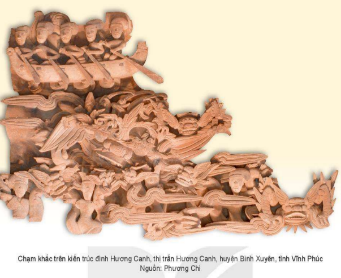 Chạm khắc trên kiến trúc đình Hương Canh, thị trấn Hương Canh, huyện Bình Xuyên, tỉnh Vĩnh Phúc
Nguồn: Phương Chi